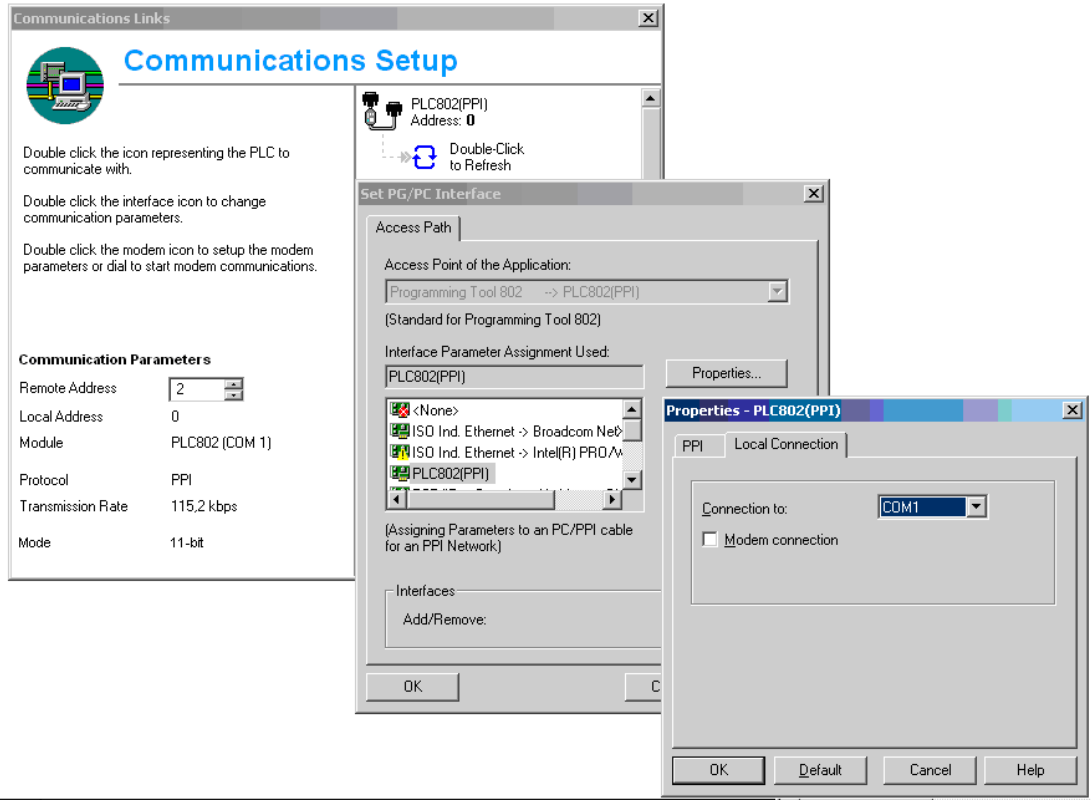 Communications Links
Communications Setup
PLC802(PPI)
Address: 0
Double-Click
to Refresh
Double click the icon representing the PLC to
communicate with.
Double click the interface icon to change
communication parameters.
Double click the modem icon to setup the modem
parameters or dial to start modem communications.
Communication Parameters
Remote Address 2
Local Address 0
Module PLC802 (COM 1)
Protocol PPI
Transmission Rate 115,2 kbps
Mode 11-bit
Set PG/PC Interface
Access Path
Access Point of the Application:
Programming Tool 802 --> PLC802(PPI)
(Standard for Programming Tool 802)
Interface Parameter Assignment Used:
PLC802(PPI)
Properties...
<None>
ISO Ind. Ethernet -> Broadcom Net
ISO Ind. Ethernet -> Intel(R) PRO/
PLC802(PPI)
(Assigning Parameters to an PC/PPI cable
for an PPI Network)
Interfaces
Add/Remove:
OK
Properties - PLC802(PPI)
PPI
Local Connection
Connection to: COM1
Modem connection
OK
Default
Cancel
Help